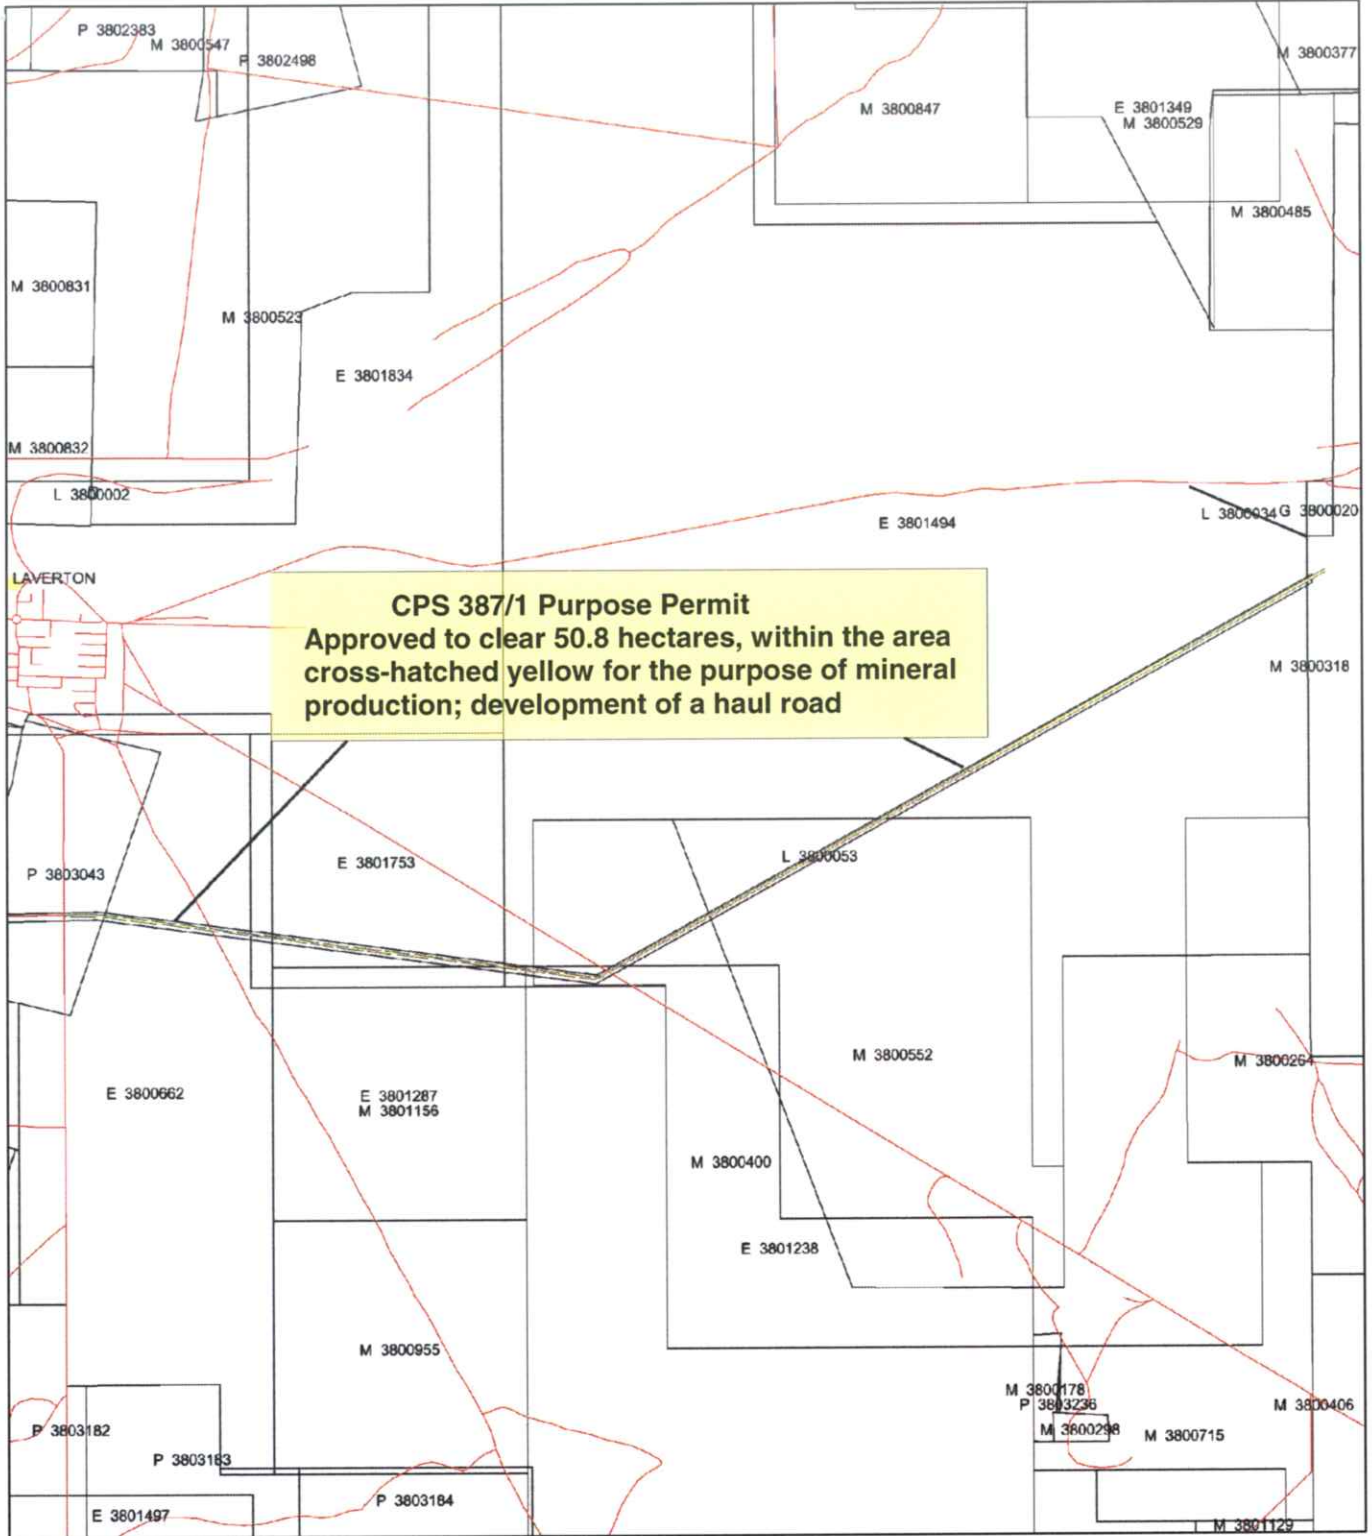 P 3802383
M 3800547
P 3802498
M 3800377
M 3800847
E 3801349
M 3800529
M 3800485
M 3800831
M 3800523
E 3801834
M 3800832
L 3800002
E 3801494
L 3800034
G 3800020
LAVERTON
CPS 387/1 Purpose Permit
Approved to clear 50.8 hectares, within the area
cross-hatched yellow for the purpose of mineral
production; development of a haul road
M 3800318
P 3803043
E 3801753
L 3800053
M 3800552
M 3800264
E 3800662
E 3801287
M 3801156
M 3800400
E 3801238
M 3800955
M 3800178
P 3803236
M 3800406
M 3800298
M 3800715
P 3803182
P 3803183
P 3803184
E 3801497
M 3801129